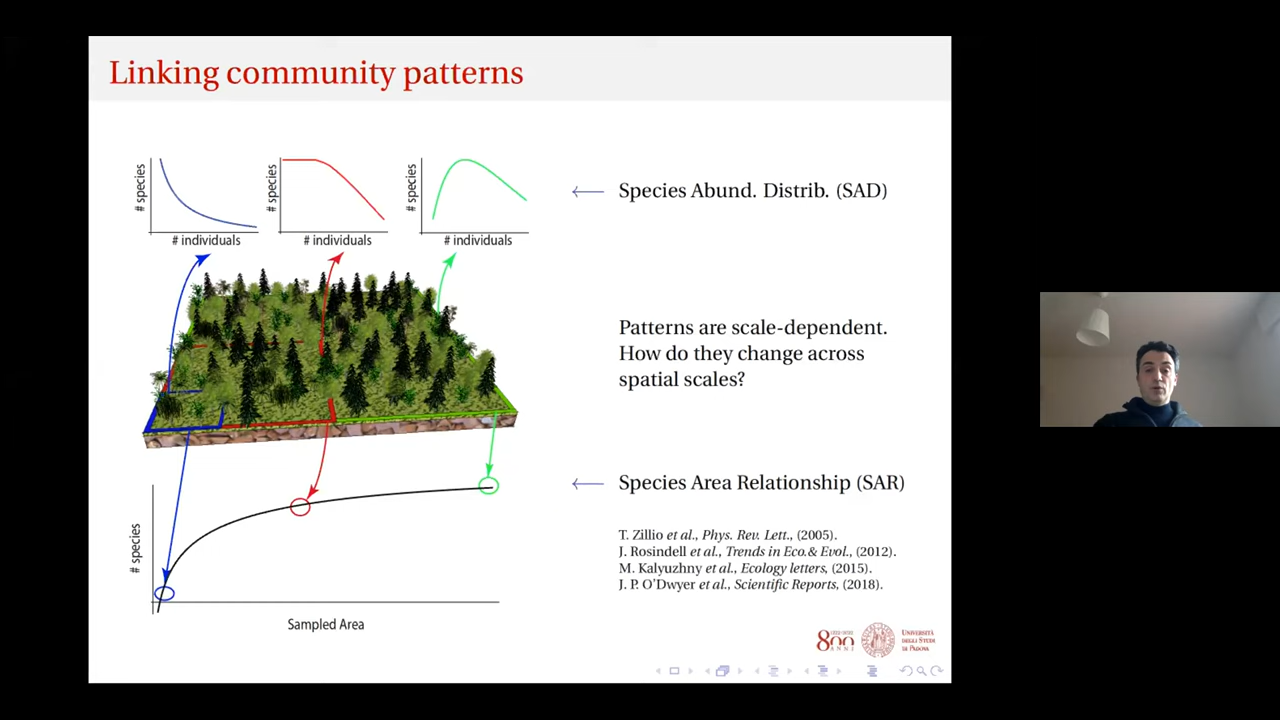 Linking community patterns
# species
# species
# species
# individuals
# individuals
# individuals
Species Abund. Distrib. (SAD)
Patterns are scale-dependent.
How do they change across
spatial scales?
# species
Sampled Area
Species Area Relationship (SAR)
T. Zillio et al., Phys. Rev. Lett., (2005).
J. Rosindell et al., Trends in Eco.& Evol., (2012).
M. Kalyuzhny et al., Ecology letters, (2015).
J. P. O'Dwyer et al., Scientific Reports, (2018).
1222·2022
800
ANNI
UNIVERSITÀ
DEGLI STUDI
DI PADOVA